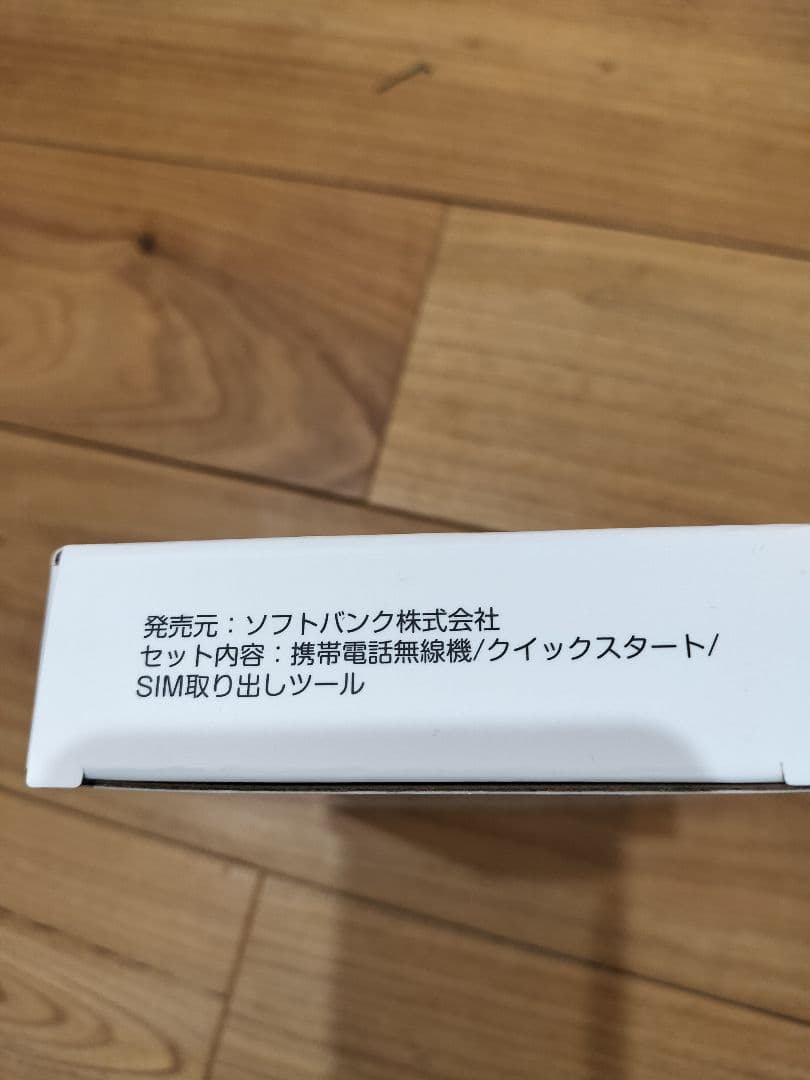 発売元：ソフトバンク株式会社
セット内容：携帯電話無線機/クイックスタート/
SIM取り出しツール